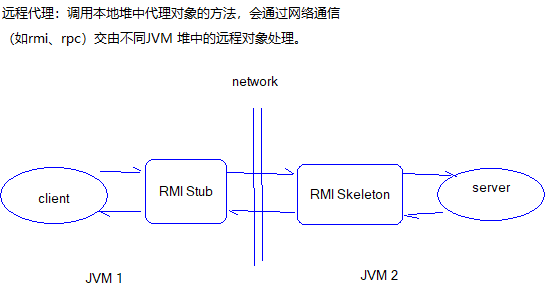 远程代理：调用本地堆中代理对象的方法，会通过网络通信
（如rmi、rpc）交由不同JVM 堆中的远程对象处理。
network
client
RMI Stub
RMI Skeleton
server
JVM 1
JVM 2